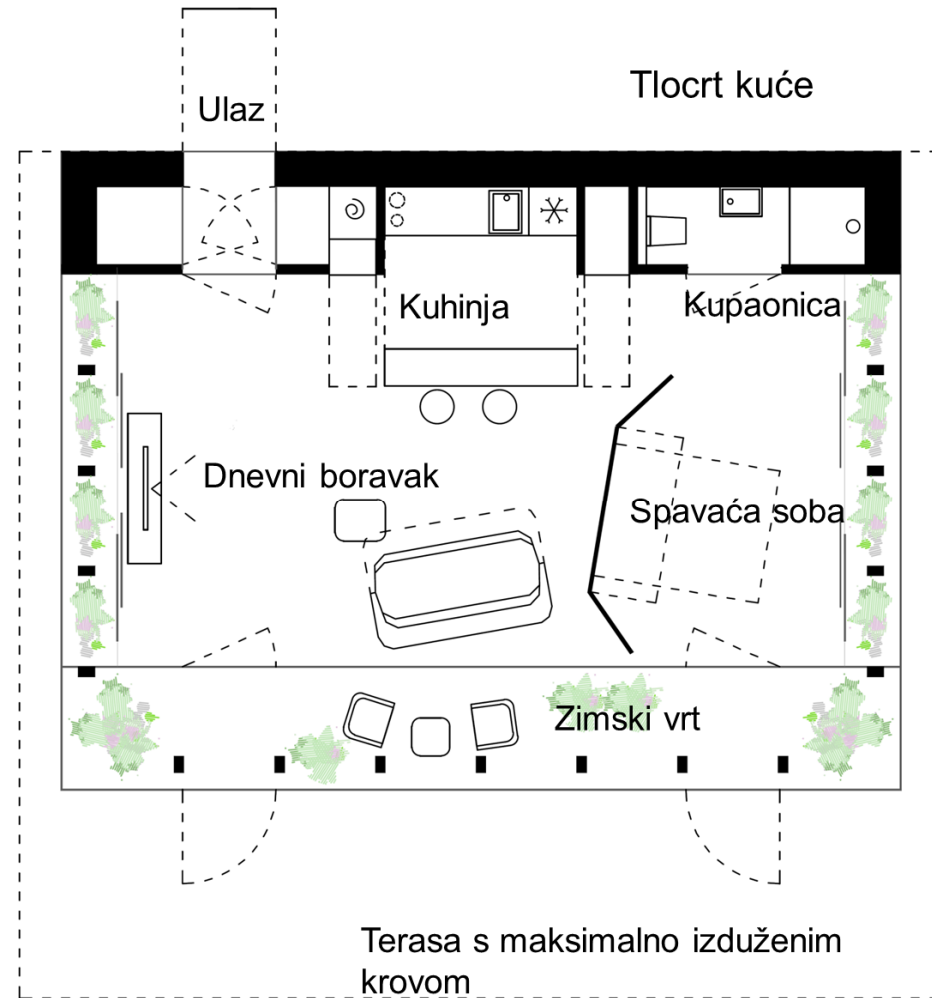 Tlocrt kuće
Ulaz
Kuhinja
Kupaonica
Dnevni boravak
Spavaća soba
Zimski vrt
Terasa s maksimalno izduženim
krovom